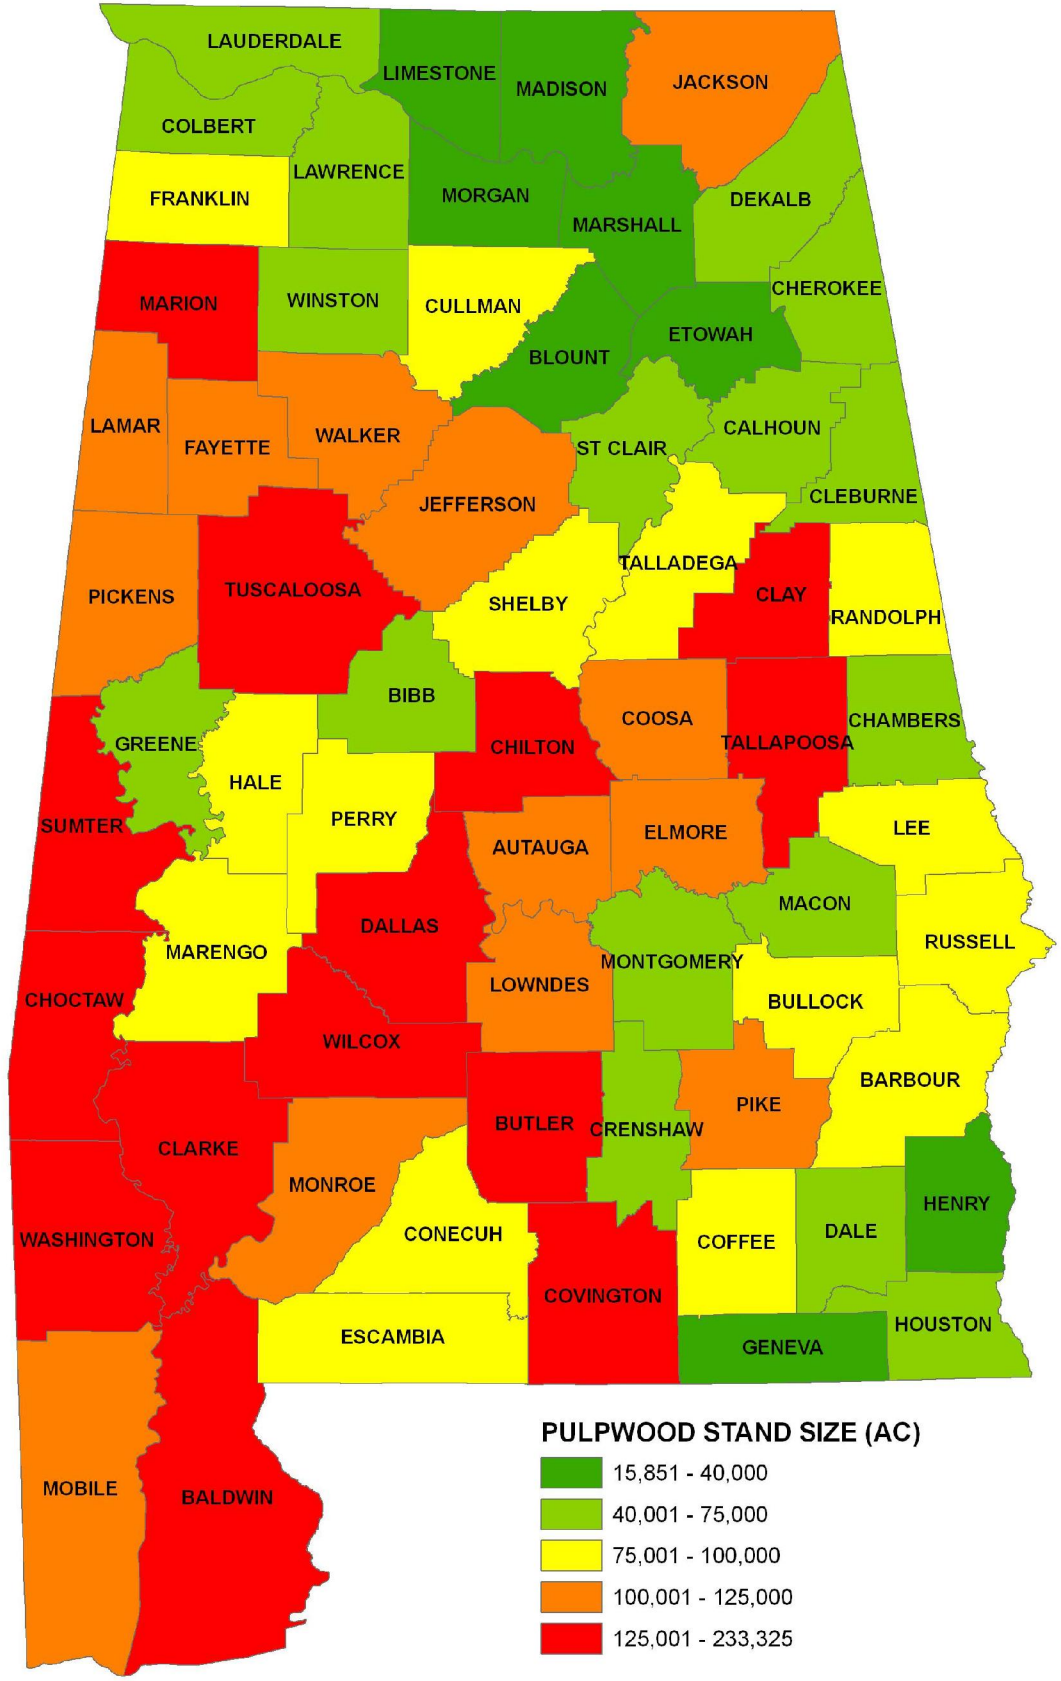 LAUDERDALE
LIMESTONE
MADISON
JACKSON
COLBERT
LAWRENCE
FRANKLIN
MORGAN
MARSHALL
DEKALB
CHEROKEE
MARION
WINSTON
CULLMAN
ETOWAH
BLOUNT
LAMAR
FAYETTE
WALKER
ST CLAIR
CALHOUN
CLEBURNE
JEFFERSON
TALLADEGA
PICKENS
TUSCALOOSA
SHELBY
CLAY
RANDOLPH
BIBB
COOSA
CHAMBERS
GREENE
CHILTON
TALLAPOOSA
HALE
SUMTER
PERRY
AUTAUGA
ELMORE
LEE
MACON
DALLAS
RUSSELL
MARENGO
MONTGOMERY
LOWNDES
CHOCTAW
BULLOCK
WILCOX
BARBOUR
PIKE
CLARKE
BUTLER
CRENSHAW
MONROE
HENRY
WASHINGTON
CONECUH
COFFEE
DALE
COVINGTON
ESCAMBIA
GENEVA
HOUSTON
MOBILE
BALDWIN
PULPWOOD STAND SIZE (AC)
15,851 - 40,000
40,001 - 75,000
75,001 - 100,000
100,001 - 125,000
125,001 - 233,325